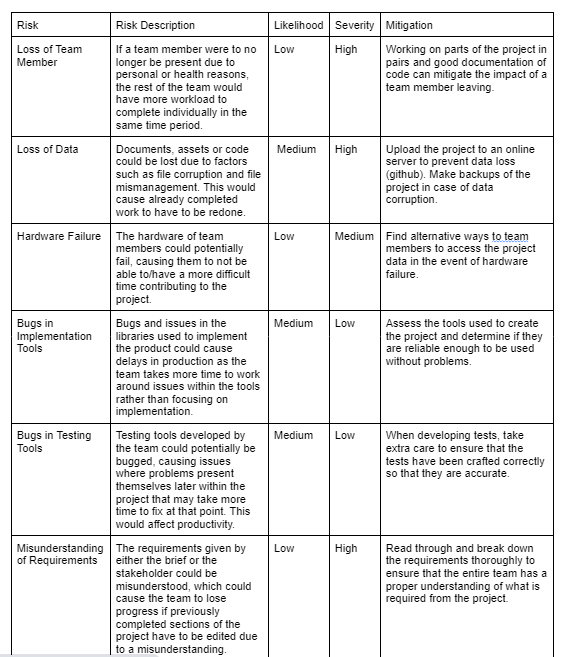 Risk Risk Description Likelihood Severity Mitigation
Loss of Team
Member
If a team member were to no
longer be present due to
personal or health reasons,
the rest of the team would
have more workload to
complete individually in the
same time period.
Low
High
Working on parts of the project in
pairs and good documentation of
code can mitigate the impact of a
team member leaving.
Loss of Data
Documents, assets or code
could be lost due to factors
such as file corruption and file
mismanagement. This would
cause already completed
work to have to be redone.
Medium
High
Upload the project to an online
server to prevent data loss
(github). Make backups of the
project in case of data
corruption.
Hardware Failure
The hardware of team
members could potentially
fail, causing them to not be
able to/have a more difficult
time contributing to the
project.
Low
Medium
Find alternative ways to team
members to access the project
data in the event of hardware
failure.
Bugs in
Implementation
Tools
Bugs and issues in the
libraries used to implement
the product could cause
delays in production as the
team takes more time to work
around issues within the tools
rather than focusing on
implementation.
Medium
Low
Assess the tools used to create
the project and determine if they
are reliable enough to be used
without problems.
Bugs in Testing
Tools
Testing tools developed by
the team could potentially be
bugged, causing issues
where problems present
themselves later within the
project that may take more
time to fix at that point. This
would affect productivity.
Medium
Low
When developing tests, take
extra care to ensure that the
tests have been crafted correctly
so that they are accurate.
Misunderstanding
of Requirements
The requirements given by
either the brief or the
stakeholder could be
misunderstood, which could
cause the team to lose
progress if previously
completed sections of the
project have to be edited due
to a misunderstanding.
Low
High
Read through and break down
the requirements thoroughly to
ensure that the entire team has a
proper understanding of what is
required from the project.